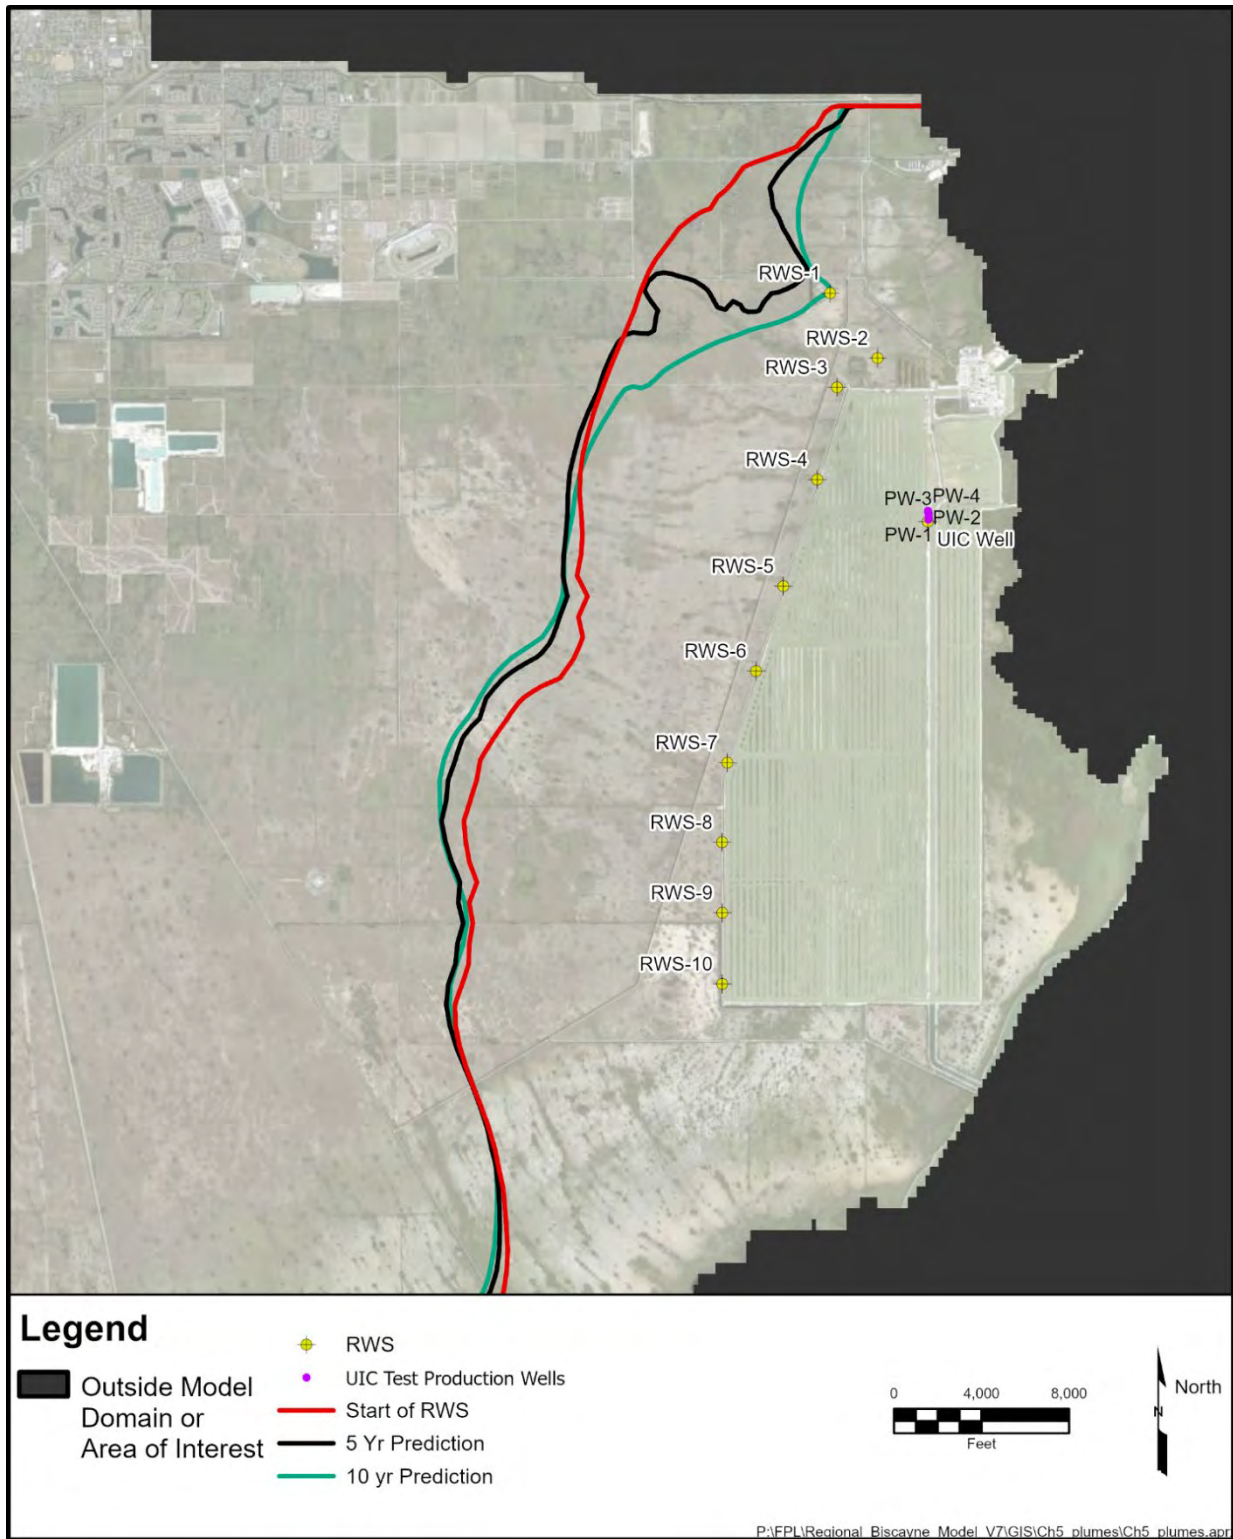 RWS-1
RWS-2
RWS-3
RWS-4
PW-3 PW-4
PW-2
PW-1
UIC Well
RWS-5
RWS-6
RWS-7
RWS-8
RWS-9
RWS-10
Legend
Outside Model
Domain or
Area of Interest
RWS
UIC Test Production Wells
Start of RWS
5 Yr Prediction
10 yr Prediction
0 4,000 8,000
Feet
North
N
P:\FPL\Regional_Biscayne_Model_V7\GIS\Ch5_plumes\Ch5_plumes.apr